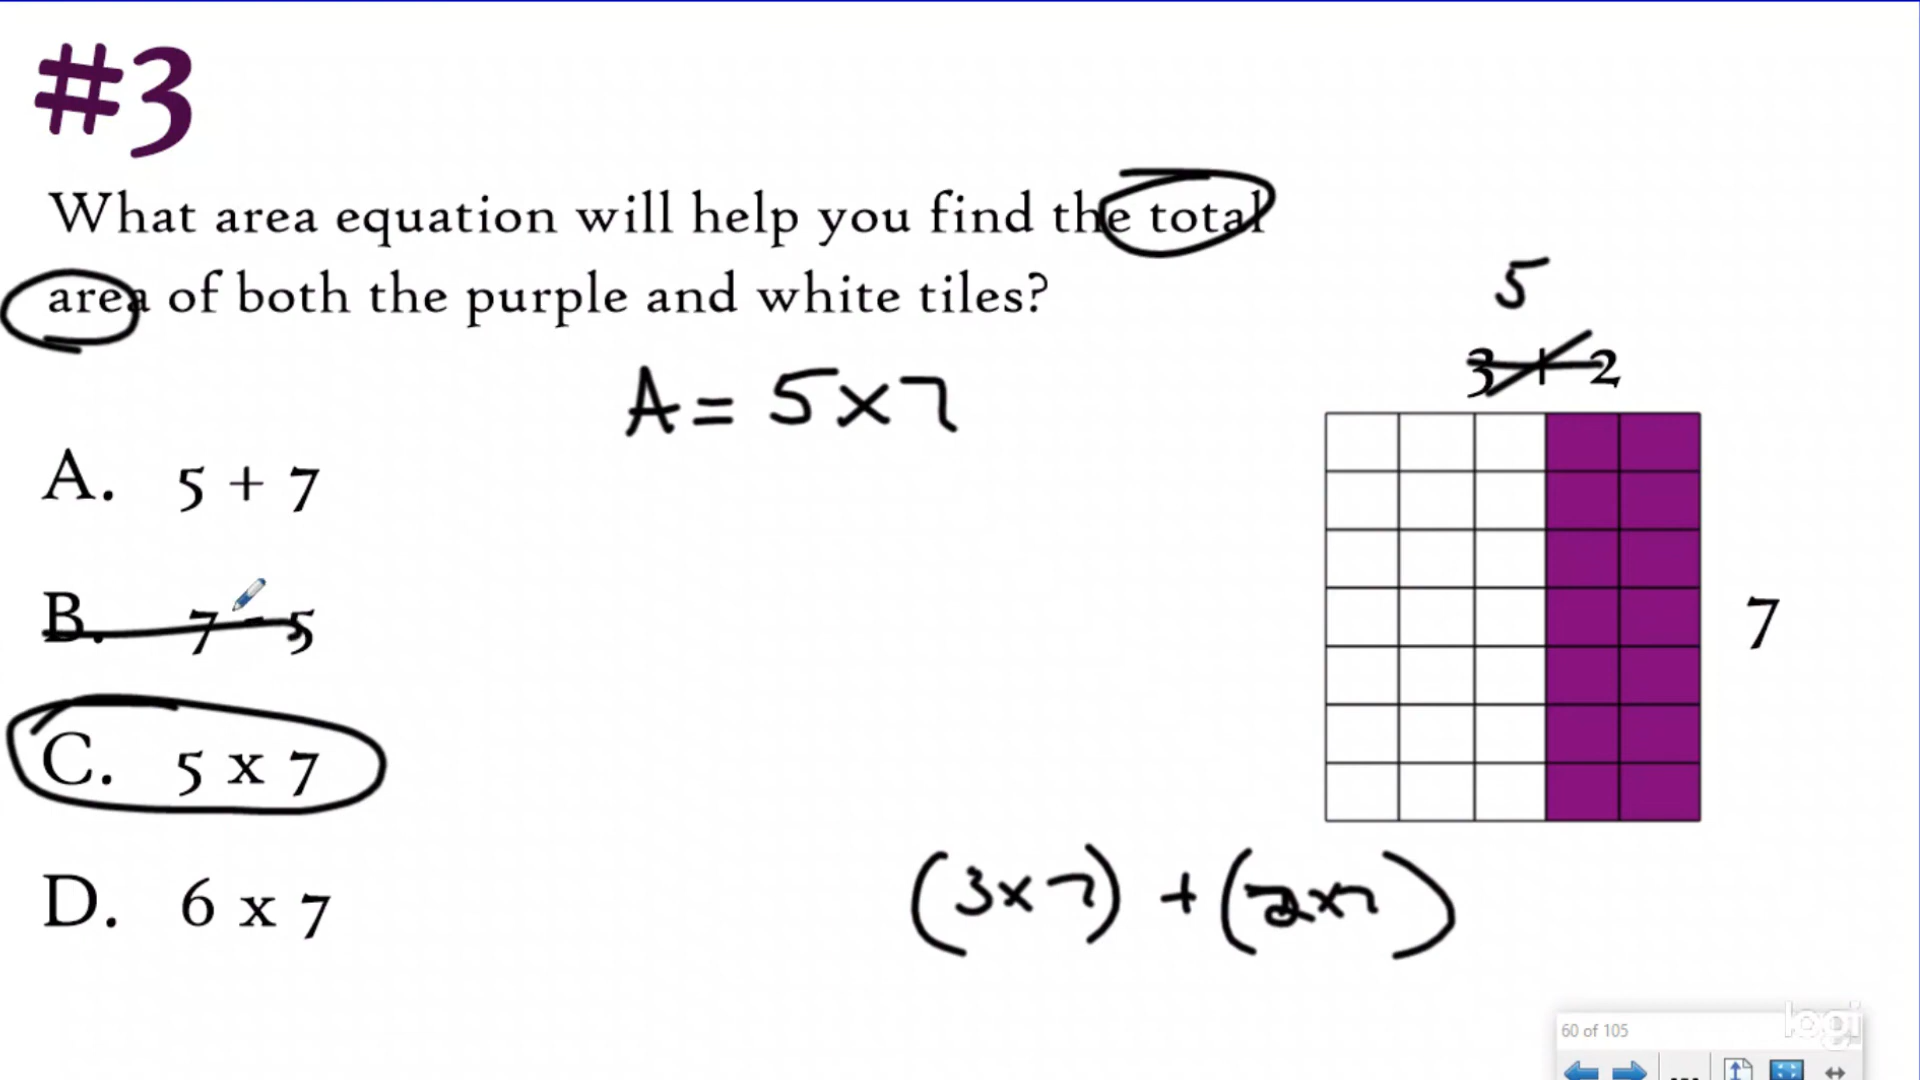 #3
What area equation will help you find the total
area of both the purple and white tiles?
5
3 + 2
A = 5 x 7
A. 5 + 7
B. 7 - 5
7
C. 5 x 7
D. 6 x 7
(3 x 7) + (2 x 7)
logi
60 of 105